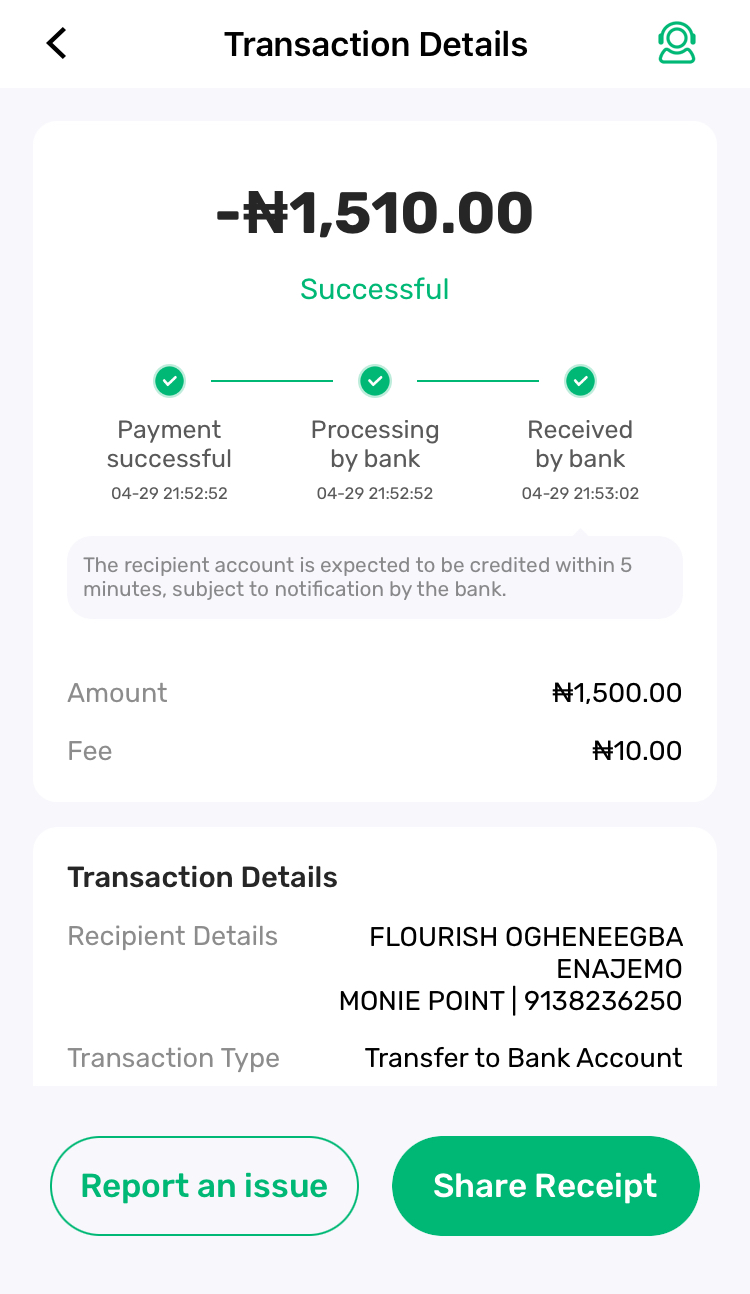 Transaction Details
-₦1,510.00
Successful
Payment successful
04-29 21:52:52
Processing by bank
04-29 21:52:52
Received by bank
04-29 21:53:02
The recipient account is expected to be credited within 5
minutes, subject to notification by the bank.
Amount ₦1,500.00
Fee ₦10.00
Transaction Details
Recipient Details FLOURISH OGHENEEGBA
ENAJEMO
MONIE POINT | 9138236250
Transaction Type Transfer to Bank Account
Report an issue Share Receipt